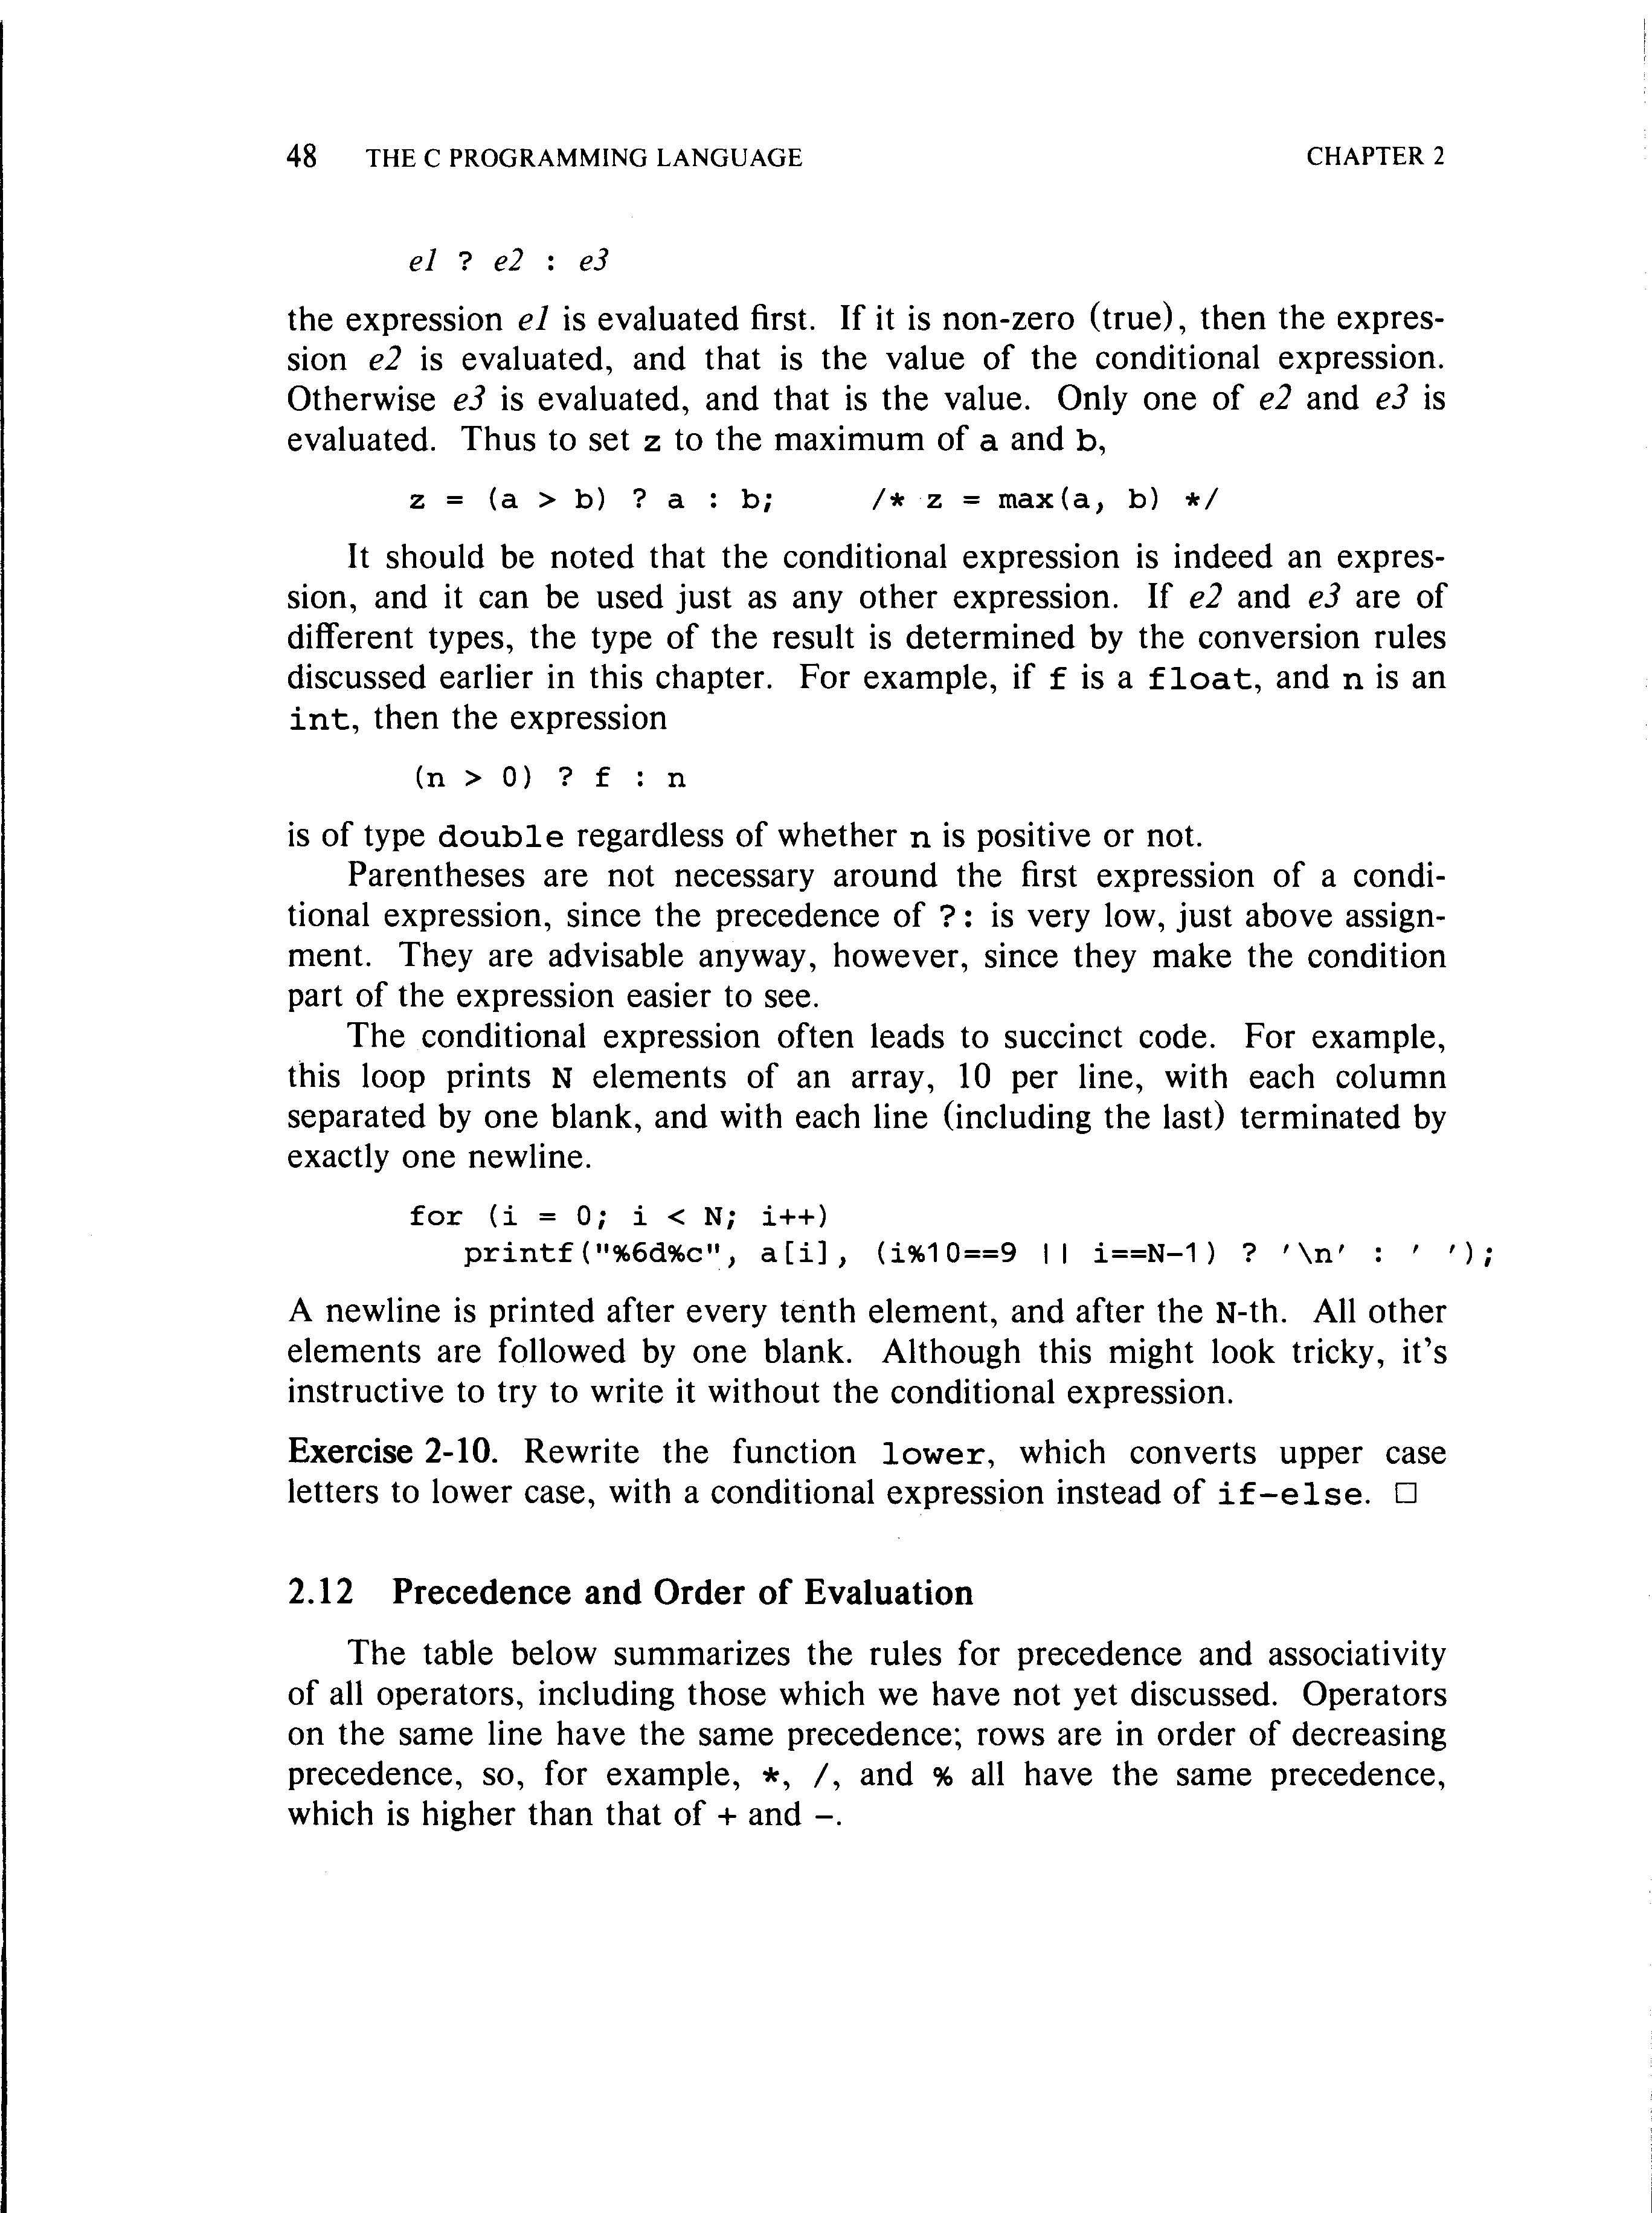 48 THE C PROGRAMMING LANGUAGE CHAPTER 2
e1 ? e2 : e3
the expression e1 is evaluated first. If it is non-zero (true), then the expres-
sion e2 is evaluated, and that is the value of the conditional expression.
Otherwise e3 is evaluated, and that is the value. Only one of e2 and e3 is
evaluated. Thus to set z to the maximum of a and b,
z = (a > b) ? a : b; /* z = max(a, b) */
It should be noted that the conditional expression is indeed an expres-
sion, and it can be used just as any other expression. If e2 and e3 are of
different types, the type of the result is determined by the conversion rules
discussed earlier in this chapter. For example, if f is a float, and n is an
int, then the expression
(n > 0) ? f : n
is of type double regardless of whether n is positive or not.
Parentheses are not necessary around the first expression of a condi-
tional expression, since the precedence of ?: is very low, just above assign-
ment. They are advisable anyway, however, since they make the condition
part of the expression easier to see.
The conditional expression often leads to succinct code. For example,
this loop prints N elements of an array, 10 per line, with each column
separated by one blank, and with each line (including the last) terminated by
exactly one newline.
for (i = 0; i < N; i++)
printf("%6d%c", a[i], (i%10==9 || i==N-1) ? '\n' : ' ');
A newline is printed after every tenth element, and after the N-th. All other
elements are followed by one blank. Although this might look tricky, it's
instructive to try to write it without the conditional expression.
Exercise 2-10. Rewrite the function lower, which converts upper case
letters to lower case, with a conditional expression instead of if-else. □
2.12 Precedence and Order of Evaluation
The table below summarizes the rules for precedence and associativity
of all operators, including those which we have not yet discussed. Operators
on the same line have the same precedence; rows are in order of decreasing
precedence, so, for example, *, /, and % all have the same precedence,
which is higher than that of + and -.